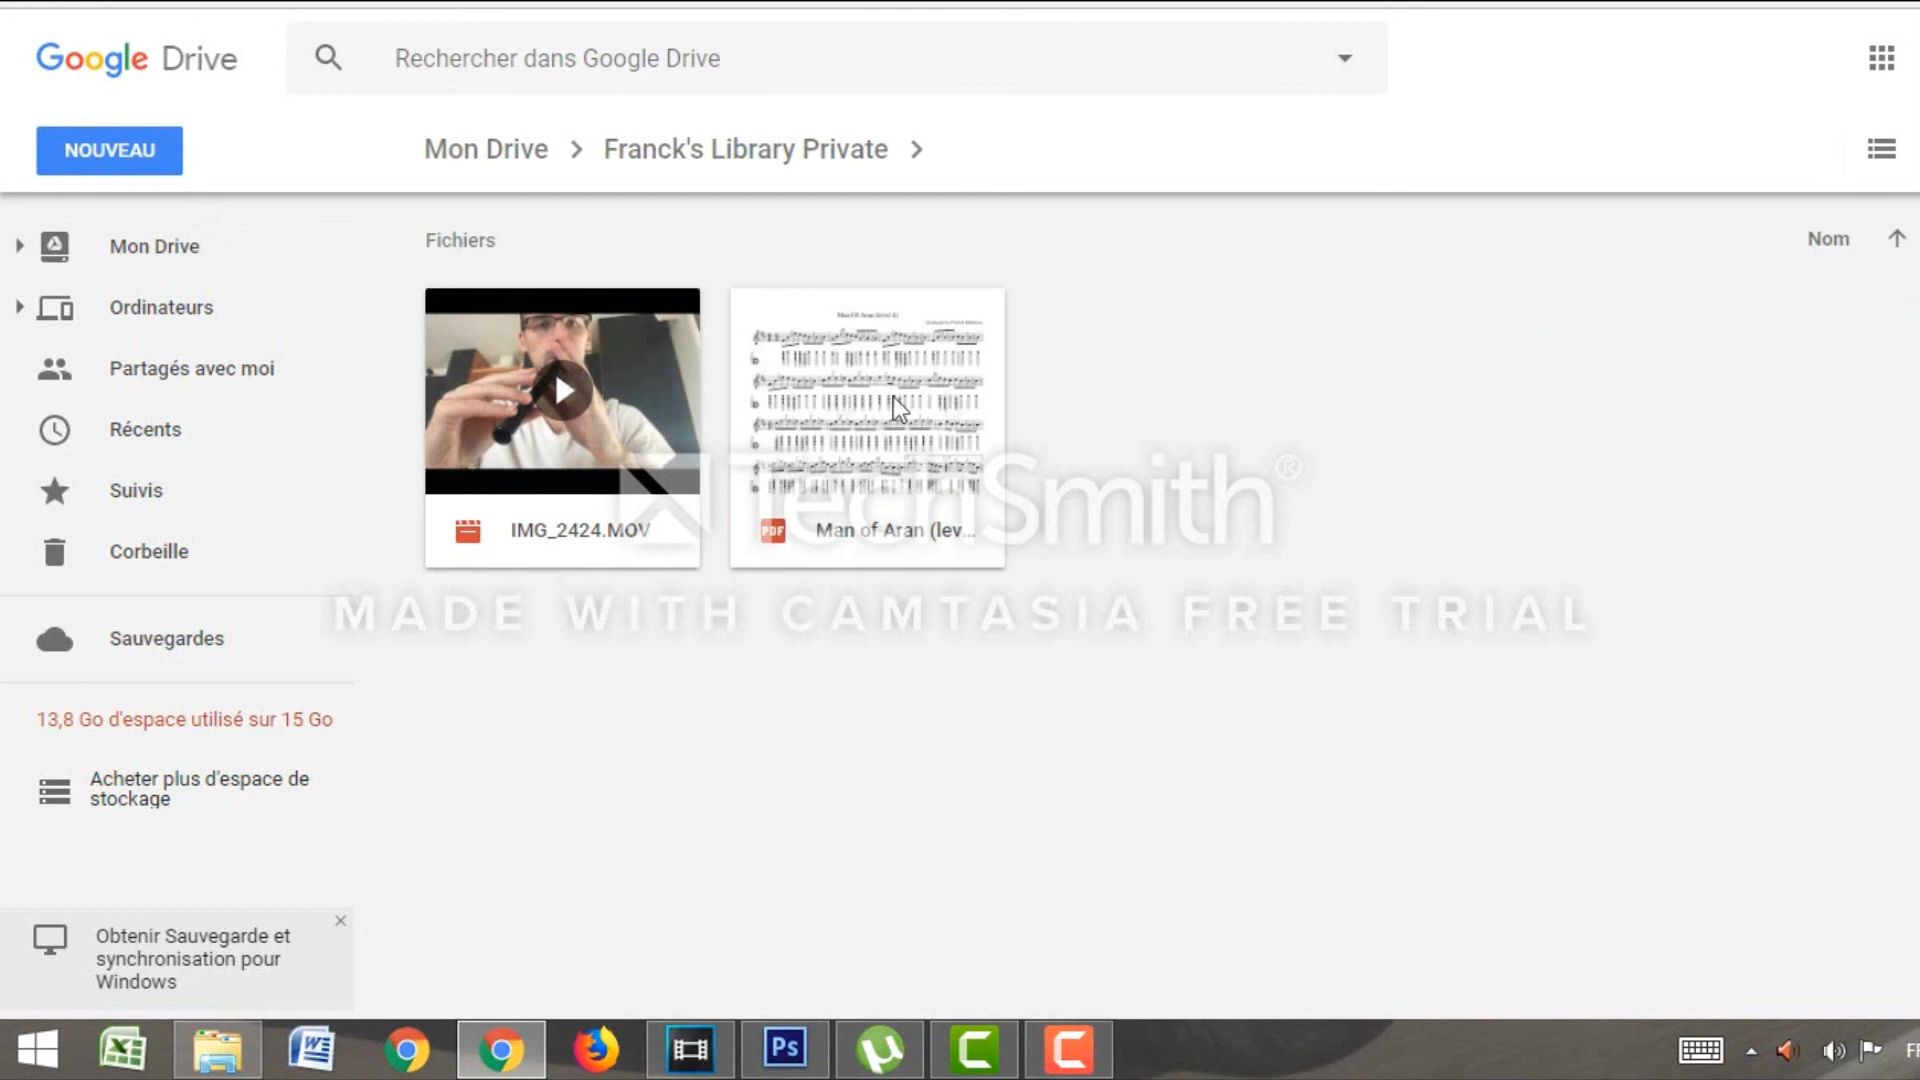 Google Drive
Rechercher dans Google Drive
NOUVEAU
Mon Drive > Franck's Library Private >
Mon Drive
Ordinateurs
Partagés avec moi
Récents
Suivis
Corbeille
Sauvegardes
13,8 Go d'espace utilisé sur 15 Go
Acheter plus d'espace de
stockage
Obtenir Sauvegarde et
synchronisation pour
Windows
Fichiers
Nom
IMG_2424.MOV
PDF
Man of Aran (lev...
TechSmith®
MADE WITH CAMTASIA FREE TRIAL
Ps